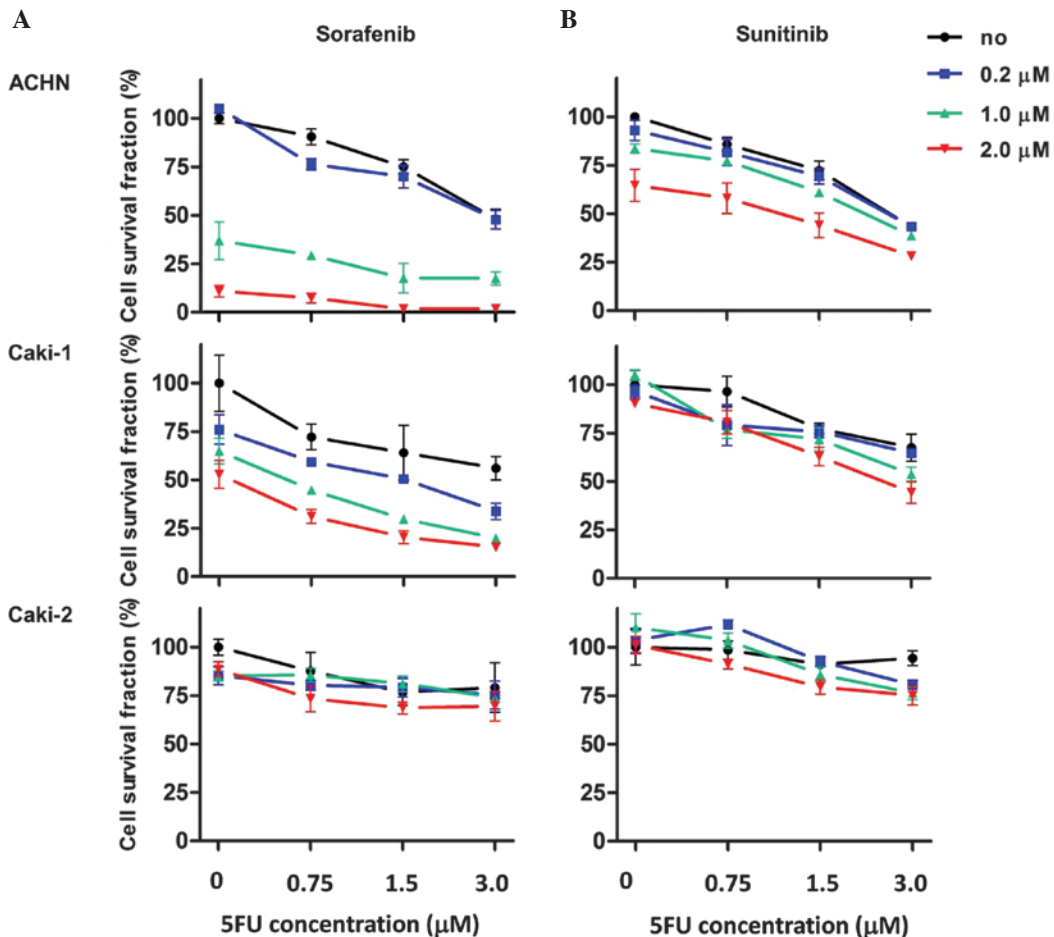 A
Sorafenib
B
Sunitinib
no
0.2 μM
1.0 μM
2.0 μM
ACHN
Cell survival fraction (%)
100
75
50
25
0
100
75
50
25
0
Caki-1
Cell survival fraction (%)
100
75
50
25
0
100
75
50
25
0
Caki-2
Cell survival fraction (%)
100
75
50
25
0
100
75
50
25
0
0 0.75 1.5 3.0
5FU concentration (μM)
0 0.75 1.5 3.0
5FU concentration (μM)